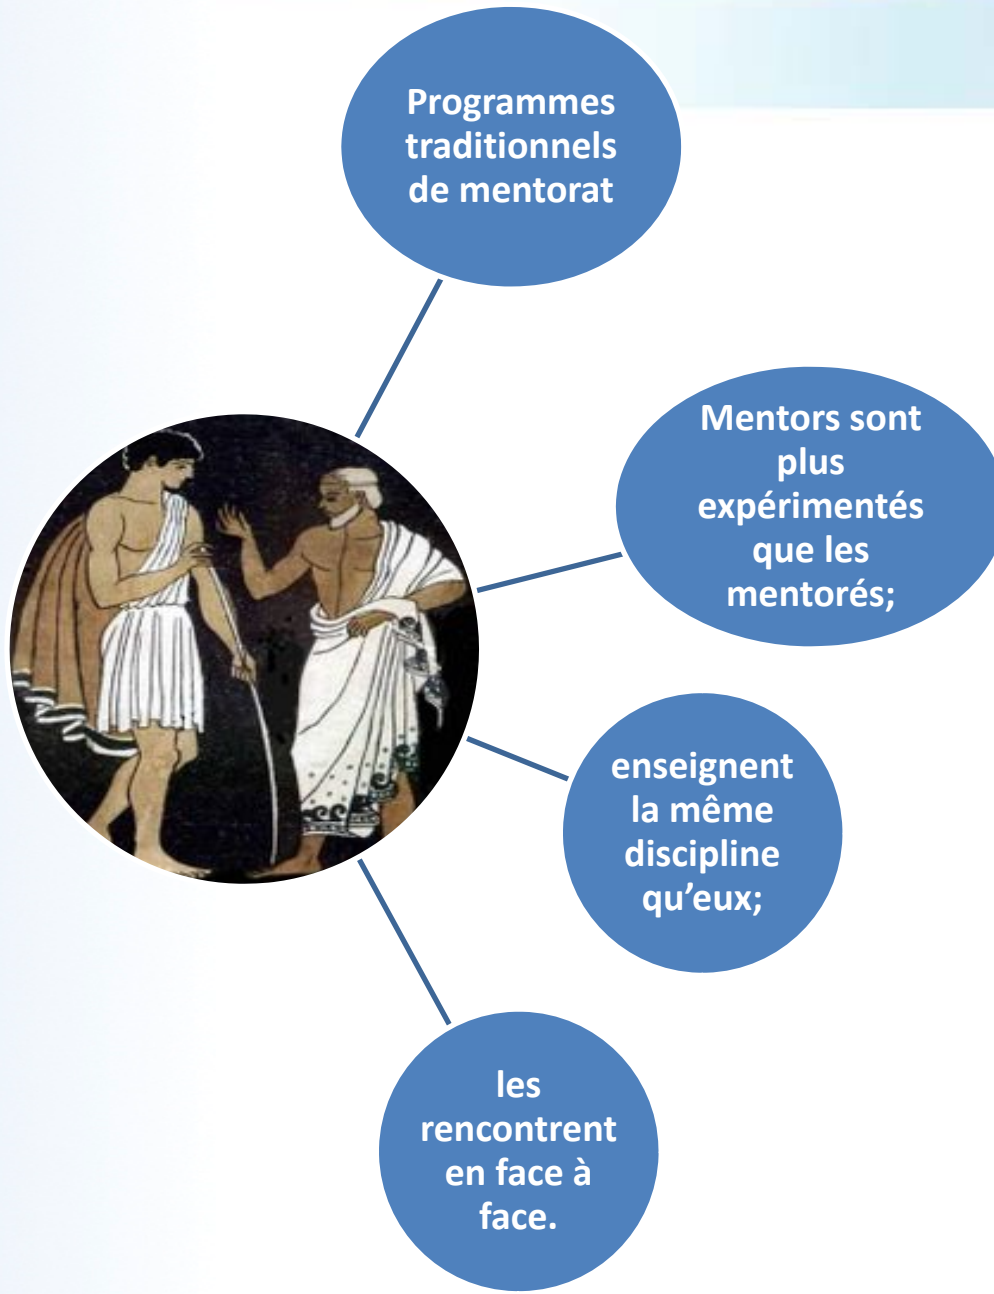 Programmes
traditionnels
de mentorat
Mentors sont
plus
expérimentés
que les
mentorés;
enseignent
la même
discipline
qu’eux;
les
rencontrent
en face à
face.